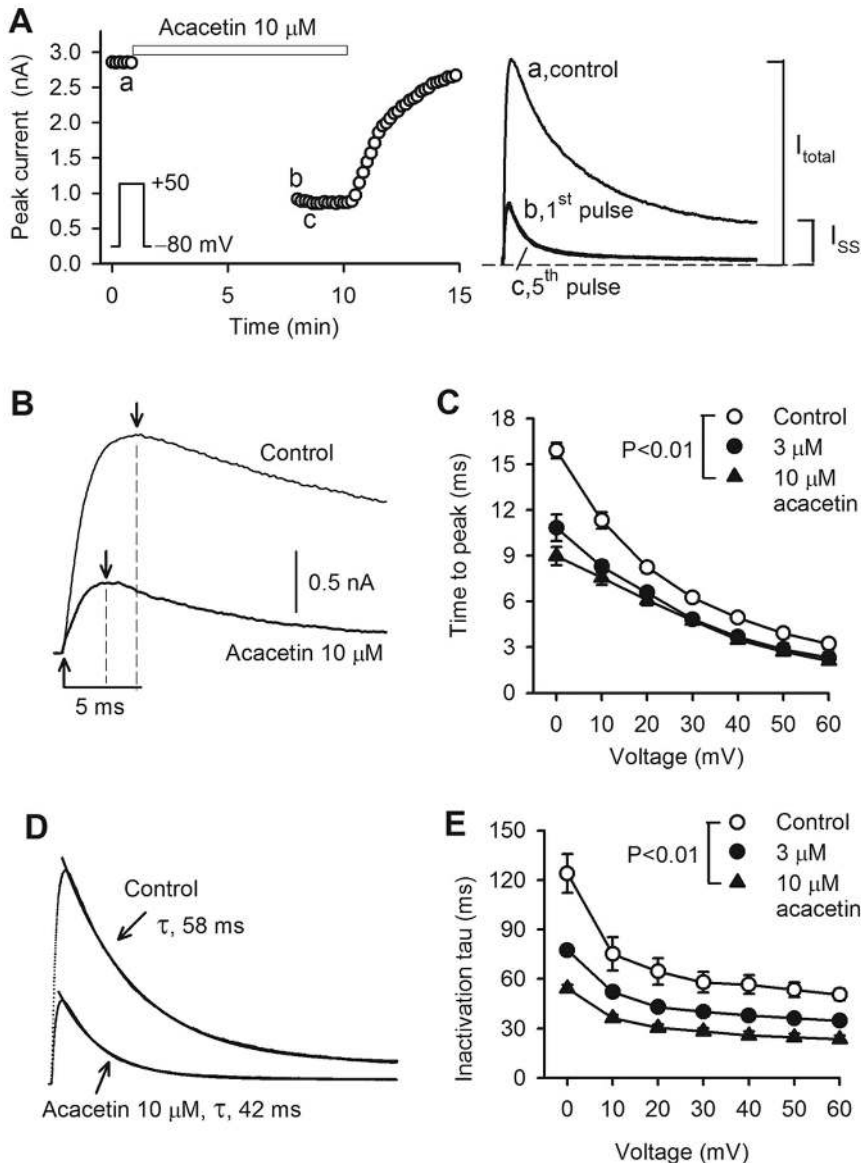 A
Acacetin 10 μM
Peak current (nA)
3.0
2.5
2.0
1.5
1.0
0.5
0.0
a
b
c
+50
−80 mV
0
5
10
15
Time (min)
a,control
b,1st pulse
c,5th pulse
Itotal
ISS
B
Control
0.5 nA
Acacetin 10 μM
5 ms
C
Control
3 μM
10 μM
acacetin
P<0.01
Time to peak (ms)
18
15
12
9
6
3
0
0 10 20 30 40 50 60
Voltage (mV)
D
Control
τ, 58 ms
Acacetin 10 μM, τ, 42 ms
E
Control
3 μM
10 μM
acacetin
P<0.01
Inactivation tau (ms)
150
120
90
60
30
0
0 10 20 30 40 50 60
Voltage (mV)